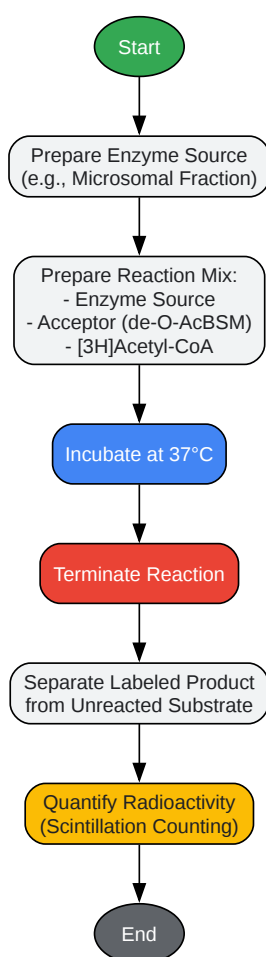 Start
Prepare Enzyme Source
(e.g., Microsomal Fraction)
Prepare Reaction Mix:
- Enzyme Source
- Acceptor (de-O-AcBSM)
- [3H]Acetyl-CoA
Incubate at 37°C
Terminate Reaction
Separate Labeled Product
from Unreacted Substrate
Quantify Radioactivity
(Scintillation Counting)
End